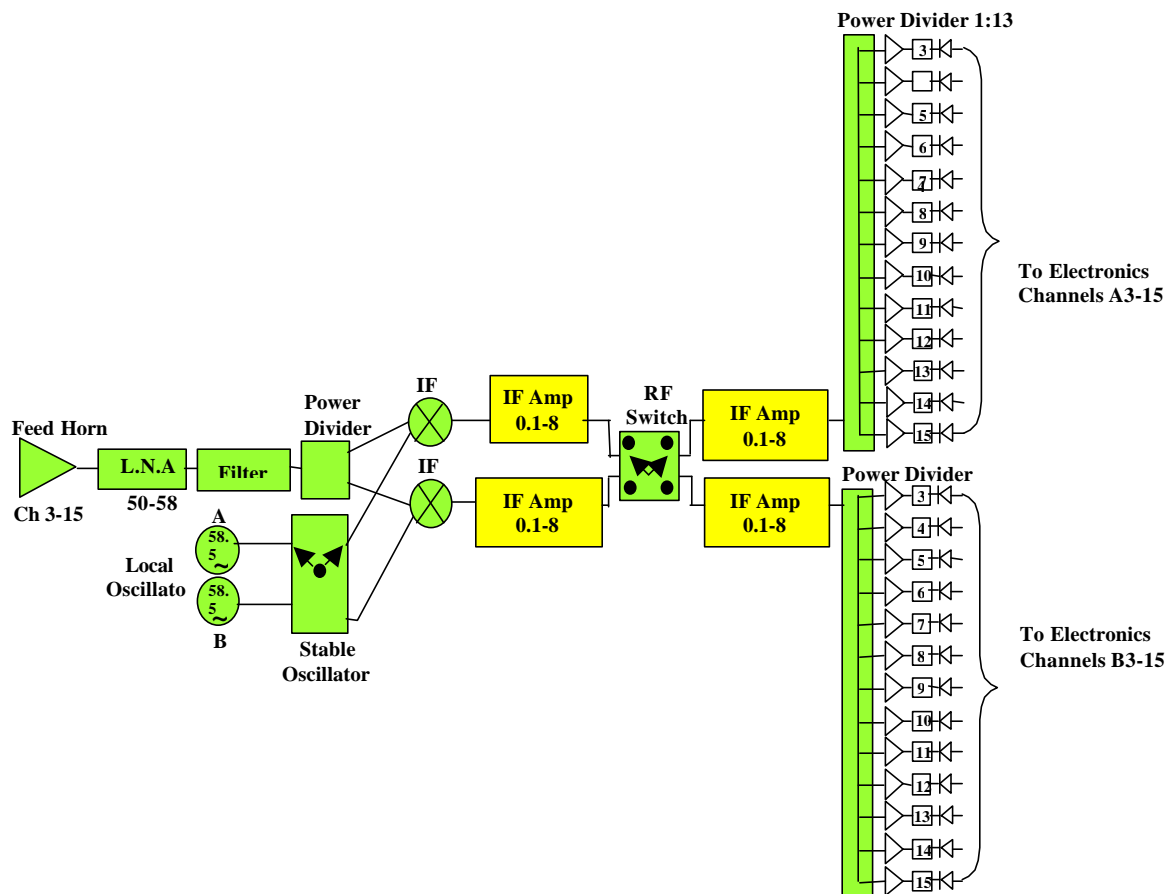 Power Divider 1:13
3
5
6
7
4
8
9
10
11
12
13
14
15
To Electronics
Channels A3-15
Feed Horn
Ch 3-15
L.N.A
50-58
Filter
Power
Divider
IF
IF
IF Amp
0.1-8
IF Amp
0.1-8
RF
Switch
IF Amp
0.1-8
IF Amp
0.1-8
A
58.
5
~
Local
Oscillato
58.
5
~
B
Stable
Oscillator
Power Divider
3
4
5
6
7
8
9
10
11
12
13
14
15
To Electronics
Channels B3-15